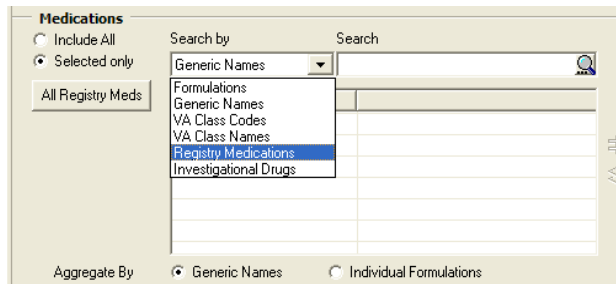 Medications
Include All
Search by
Search
Selected only
Generic Names
All Registry Meds
Formulations
Generic Names
VA Class Codes
VA Class Names
Registry Medications
Investigational Drugs
Aggregate By
Generic Names
Individual Formulations